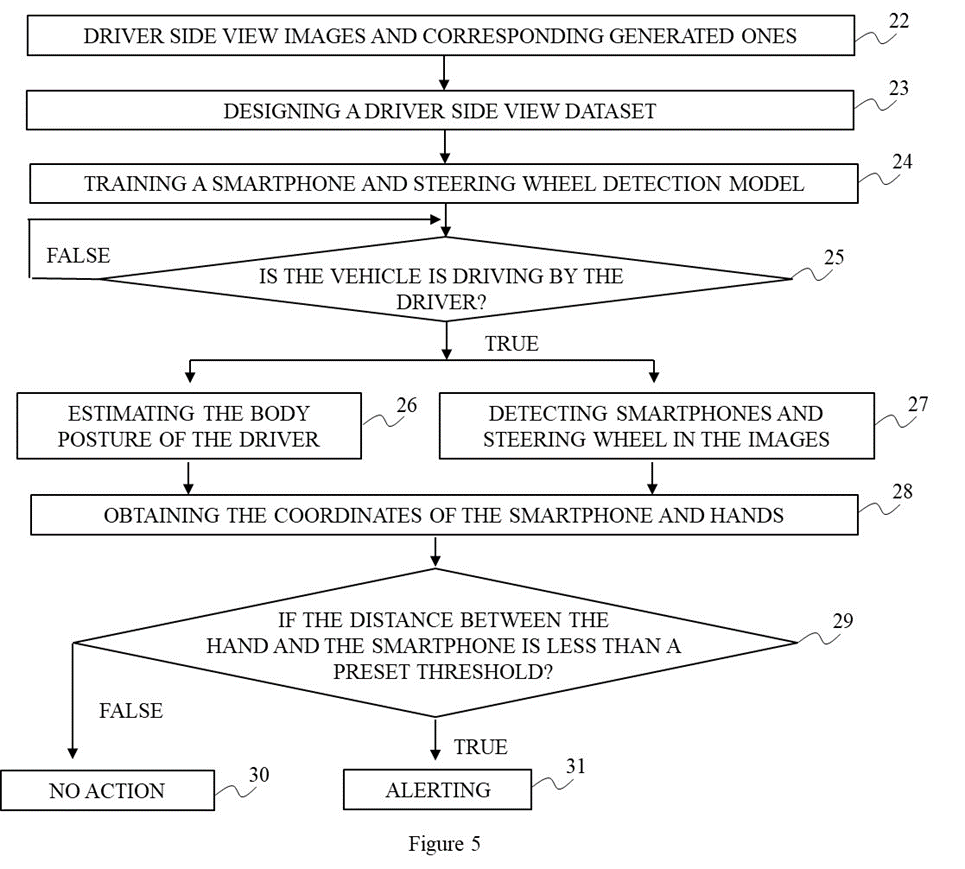 DRIVER SIDE VIEW IMAGES AND CORRESPONDING GENERATED ONES
22
DESIGNING A DRIVER SIDE VIEW DATASET
23
TRAINING A SMARTPHONE AND STEERING WHEEL DETECTION MODEL
24
FALSE
IS THE VEHICLE IS DRIVING BY THE
DRIVER?
25
TRUE
ESTIMATING THE BODY
POSTURE OF THE DRIVER
26
DETECTING SMARTPHONES AND
STEERING WHEEL IN THE IMAGES
27
OBTAINING THE COORDINATES OF THE SMARTPHONE AND HANDS
28
IF THE DISTANCE BETWEEN THE
HAND AND THE SMARTPHONE IS LESS THAN A
PRESET THRESHOLD?
29
FALSE
TRUE
NO ACTION
30
ALERTING
31
Figure 5